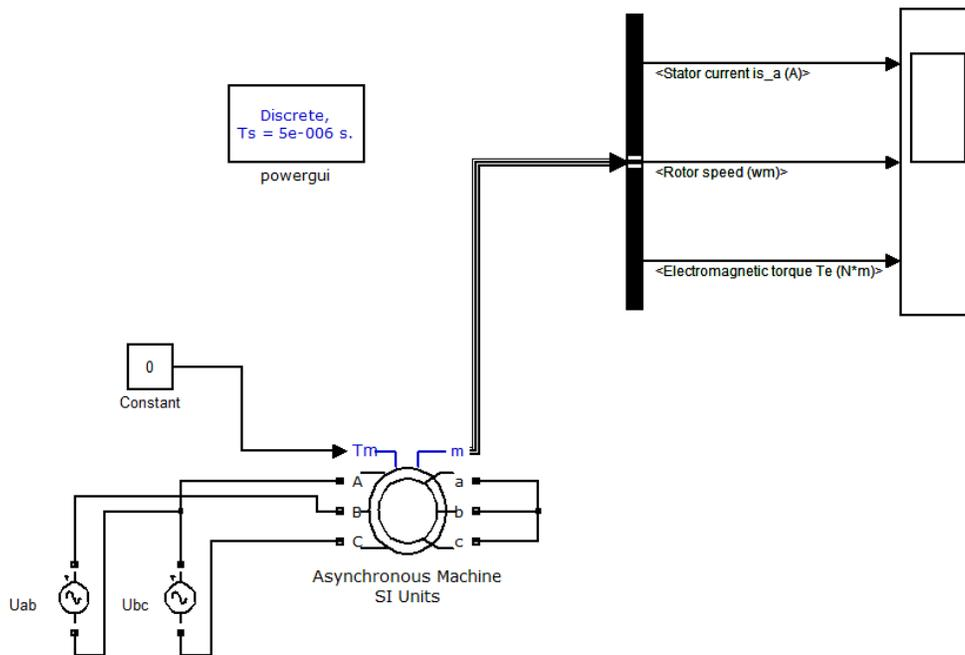 <Stator current is_a (A)>
Discrete,
Ts = 5e-006 s.
powergui
<Rotor speed (wm)>
<Electromagnetic torque Te (N*m)>
0
Constant
Tm
m
A
a
B
b
C
c
Asynchronous Machine
SI Units
Uab
Ubc